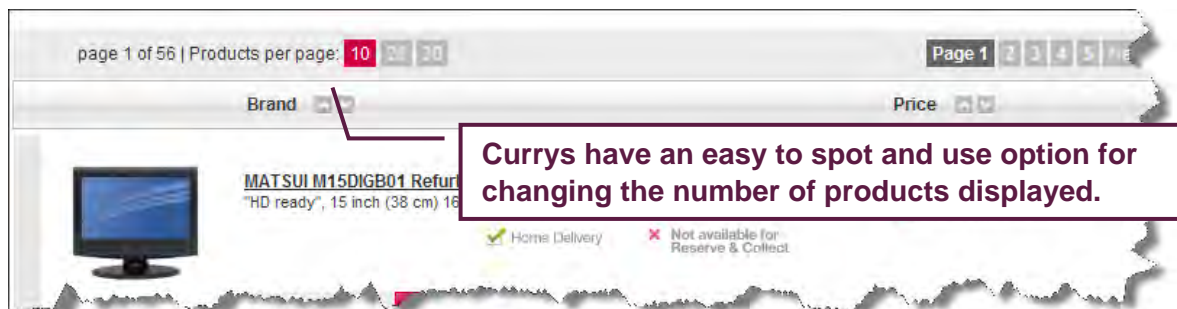 page 1 of 56 | Products per page: 10 20 30
Page 1 2 3 4 5
Brand
Price
Currys have an easy to spot and use option for
changing the number of products displayed.
MATSUI M15DIGB01
"HD ready", 15 inch (38 cm)
Home Delivery
Not available for
Reserve & Collect